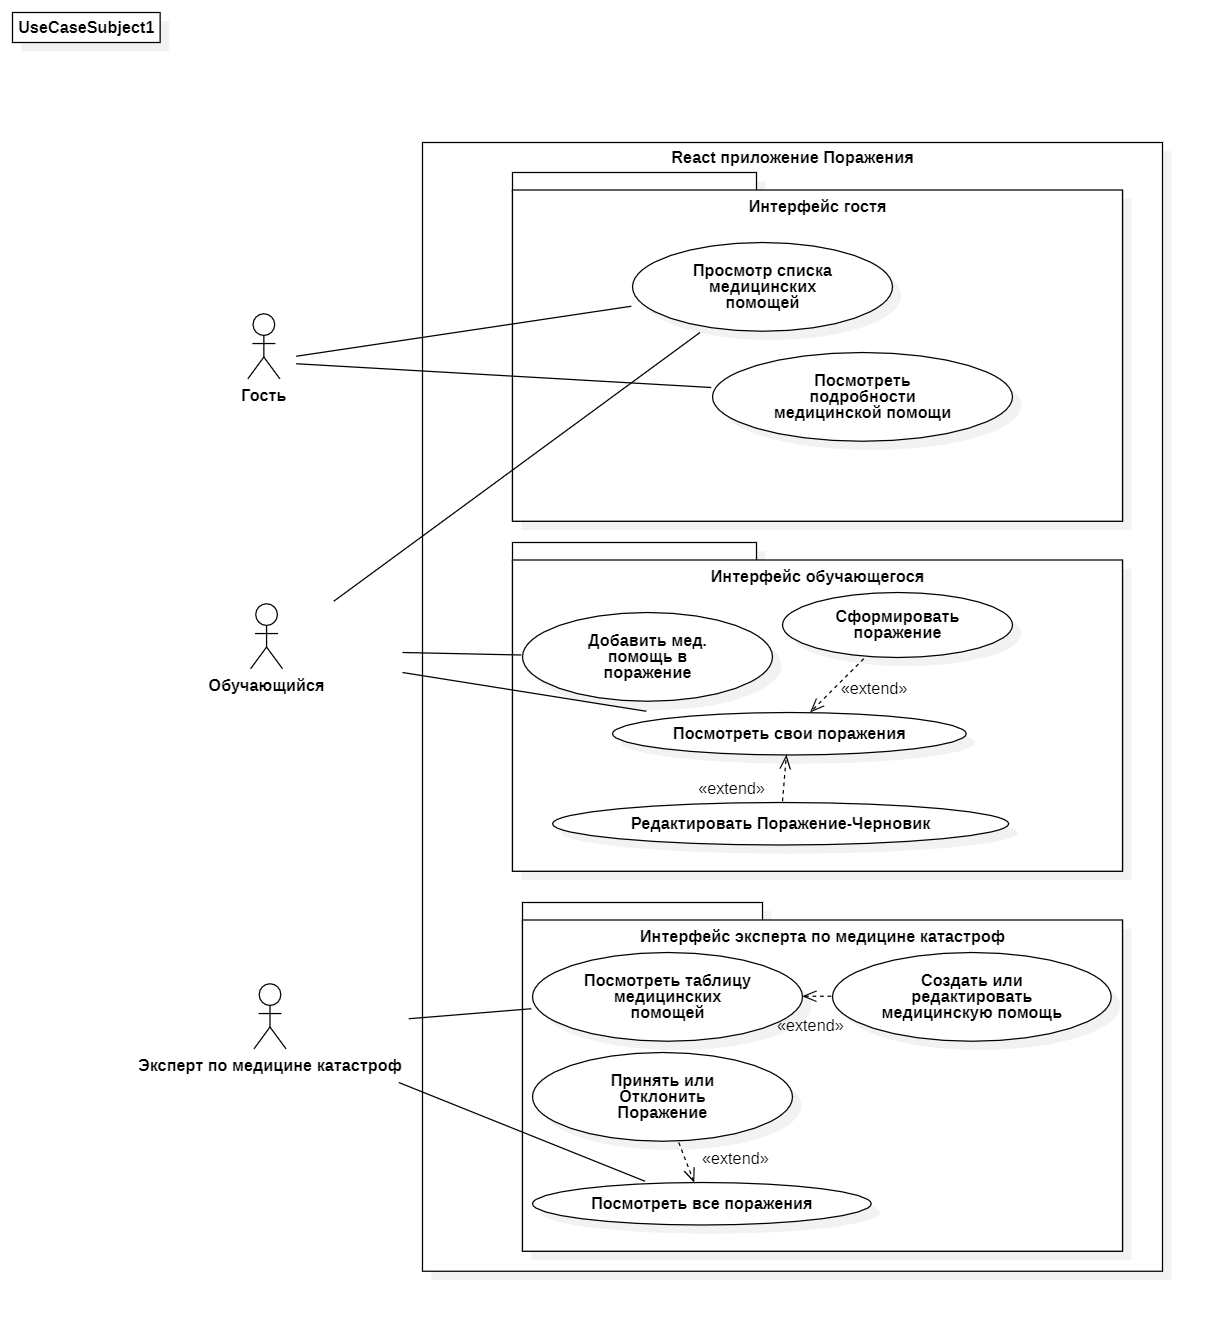 UseCaseSubject1
React приложение Поражения
Интерфейс гостя
Просмотр списка
медицинских
помощей
Посмотреть
подробности
медицинской помощи
Гость
Интерфейс обучающегося
Сформировать
поражение
Добавить мед.
помощь в
поражение
Обучающийся
«extend»
Посмотреть свои поражения
«extend»
Редактировать Поражение-Черновик
Интерфейс эксперта по медицине катастроф
Посмотреть таблицу
медицинских
помощей
Создать или
редактировать
медицинскую помощь
«extend»
Эксперт по медицине катастроф
Принять или
Отклонить
Поражение
«extend»
Посмотреть все поражения